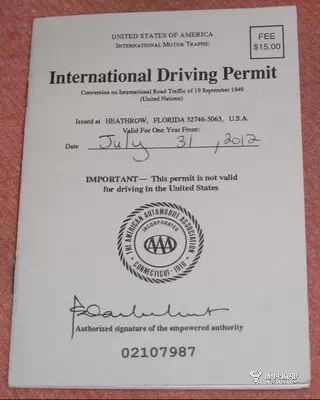 UNITED STATES OF AMERICA
INTERNATIONAL MOTOR TRAFFIC
FEE
$15.00
International Driving Permit
Convention on International Road Traffic of 19 September 1949
(United Nations)
Issued at HEATHROW, FLORIDA 32746-5063, U.S.A.
Valid For One Year From:
Date July 31, 2012
IMPORTANT— This permit is not valid
for driving in the United States
THE AMERICAN AUTOMOBILE ASSOCIATION
INCORPORATED
AAA
CONNECTICUT-1910
Authorized signature of the empowered authority
02107987